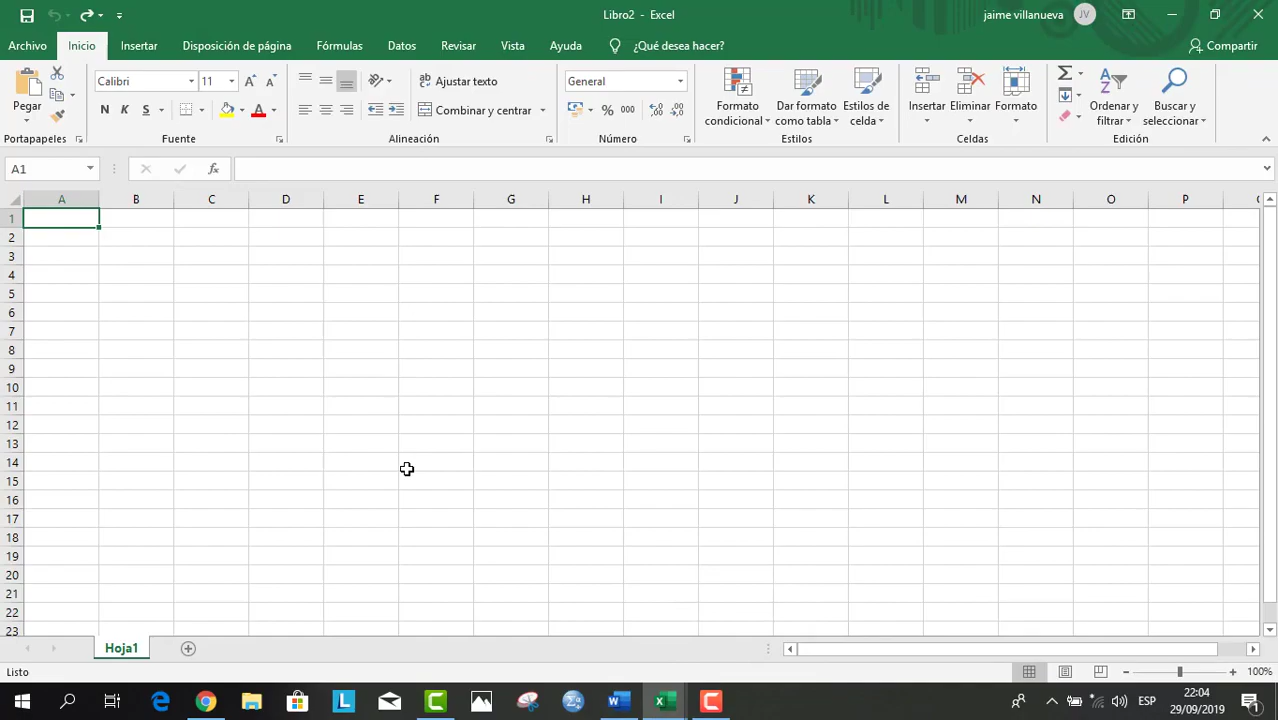 Libro2 - Excel
jaime villanueva
JV
Archivo
Inicio
Insertar
Disposición de página
Fórmulas
Datos
Revisar
Vista
Ayuda
¿Qué desea hacer?
Compartir
Pegar
Calibri
11
N K S
Ajustar texto
Combinar y centrar
General
% 000
Formato
condicional
Dar formato
como tabla
Estilos de
celda
Insertar
Eliminar
Formato
Ordenar y
filtrar
Buscar y
seleccionar
Portapapeles
Fuente
Alineación
Número
Estilos
Celdas
Edición
A1
fx
A B C D E F G H I J K L M N O P
1
2
3
4
5
6
7
8
9
10
11
12
13
14
15
16
17
18
19
20
21
22
23
Hoja1
Listo
100%
ESP
22:04
29/09/2019